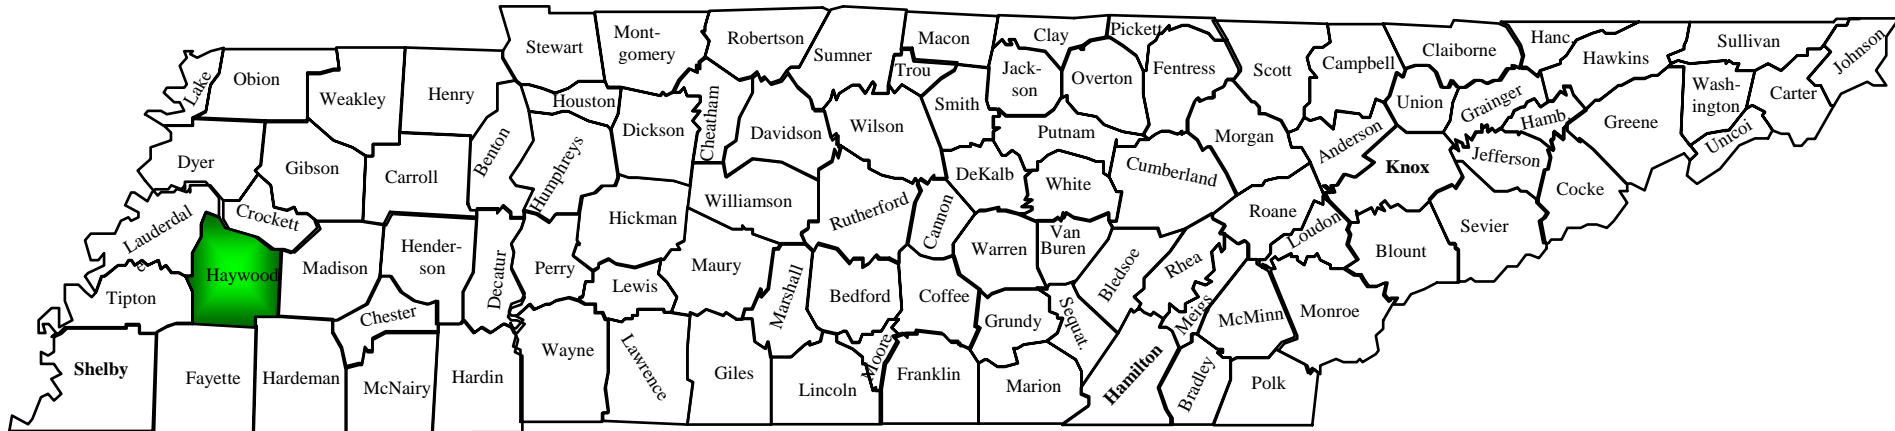 Stewart
Mont-
gomery
Robertson
Sumner
Macon
Trou
Clay
Pickett
Jack-
son
Overton
Fentress
Scott
Campbell
Claiborne
Hanc.
Hawkins
Sullivan
Johnson
Lake
Obion
Weakley
Henry
Houston
Dickson
Cheatham
Davidson
Wilson
Smith
Putnam
Morgan
Anderson
Union
Grainger
Hamb.
Greene
Wash-
ington
Carter
Unicoi
Dyer
Gibson
Carroll
Benton
Humphreys
Hickman
Williamson
Rutherford
Cannon
DeKalb
White
Cumberland
Roane
Loudon
Knox
Jefferson
Cocke
Sevier
Blount
Lauderdal
e
Crockett
Haywood
Madison
Hender-
son
Decatur
Perry
Lewis
Maury
Marshall
Bedford
Coffee
Warren
Van
Buren
Bledsoe
Rhea
Meigs
McMinn
Monroe
Tipton
Chester
Wayne
Lawrence
Giles
Lincoln
Moore
Franklin
Grundy
Sequat.
Marion
Hamilton
Bradley
Polk
Shelby
Fayette
Hardeman
McNairy
Hardin